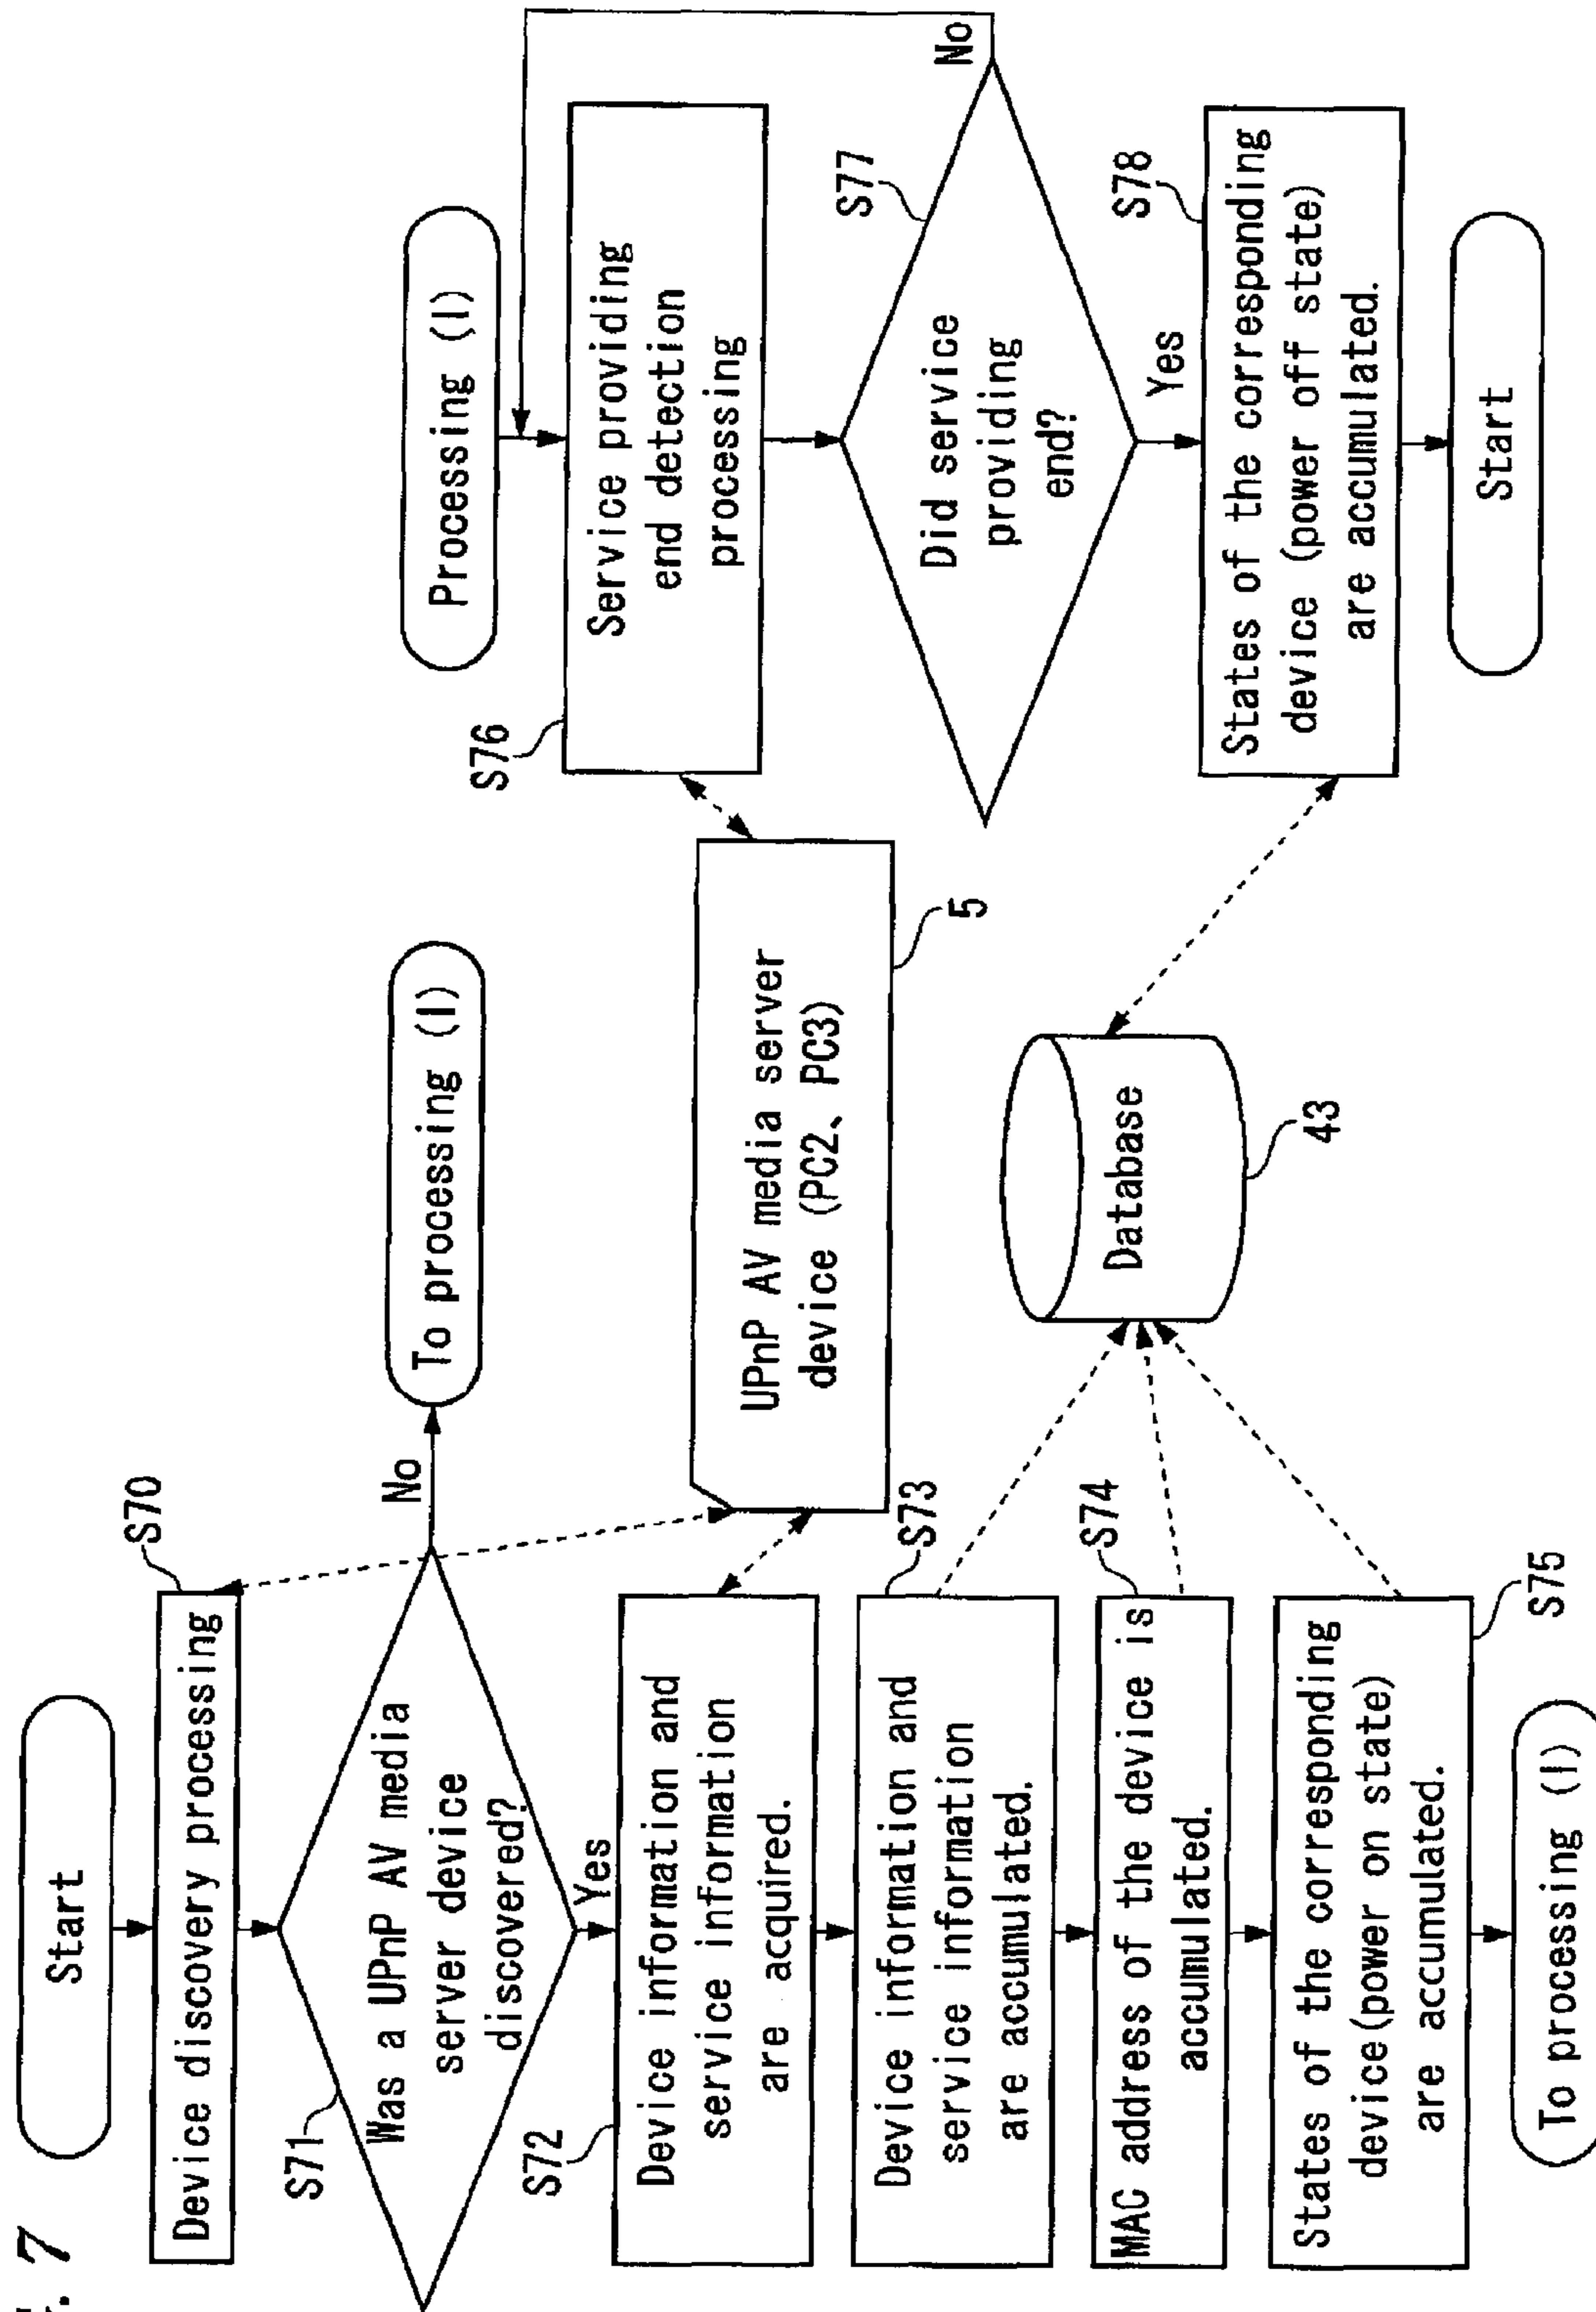 . 7
Start
S70
Device discovery processing
S71
Was a UPnP AV media
server device
discovered?
No
To processing (I)
Yes
S72
Device information and
service information
are acquired.
S73
Device information and
service information
are accumulated.
S74
MAC address of the device is
accumulated.
S75
States of the corresponding
device(power on state)
are accumulated.
To processing (I)
UPnP AV media server
device (PC2、PC3)
5
Database
43
Processing (I)
S76
Service providing
end detection
processing
S77
Did service
providing
end?
No
Yes
S78
States of the corresponding
device (power off state)
are accumulated.
Start